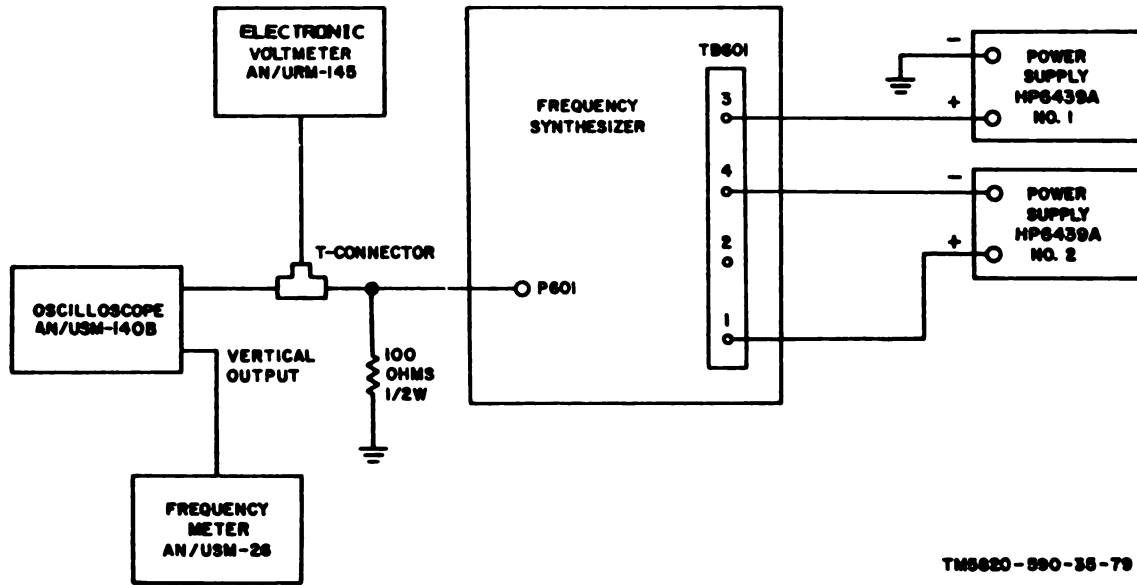 ELECTRONIC
VOLTMETER
AN/URM-145
FREQUENCY
SYNTHESIZER
TB601
3
4
2
1
-
POWER
SUPPLY
HP6439A
NO. 1
+
-
POWER
SUPPLY
HP6439A
NO. 2
+
T-CONNECTOR
P601
OSCILLOSCOPE
AN/USM-140B
VERTICAL
OUTPUT
100
OHMS
1/2W
FREQUENCY
METER
AN/USM-26
TM5820-590-35-79